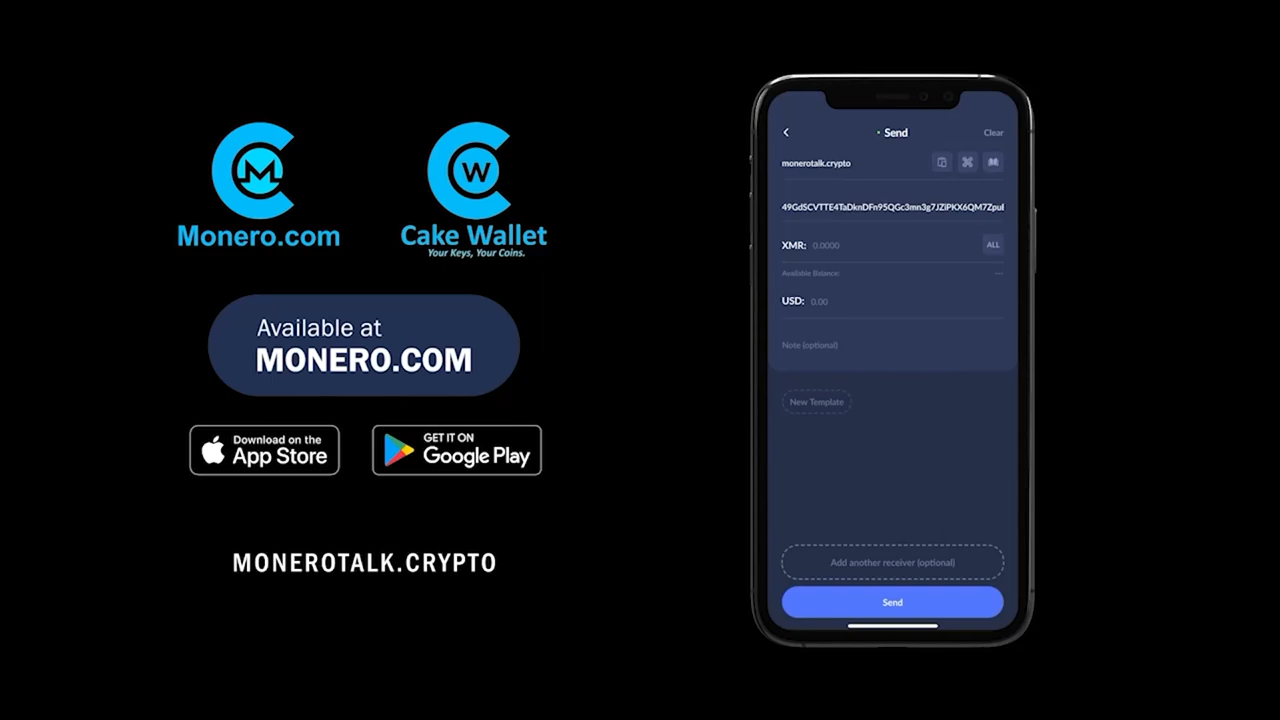 Monero.com
W
Cake Wallet
Your Keys, Your Coins.
Available at
MONERO.COM
Download on the
App Store
GET IT ON
Google Play
MONEROTALK.CRYPTO
Send
Clear
monerotalk.crypto
XMR: 0.0000
ALL
Available Balance:
USD: 0.00
Note (optional)
New Template
Add another receiver (optional)
Send